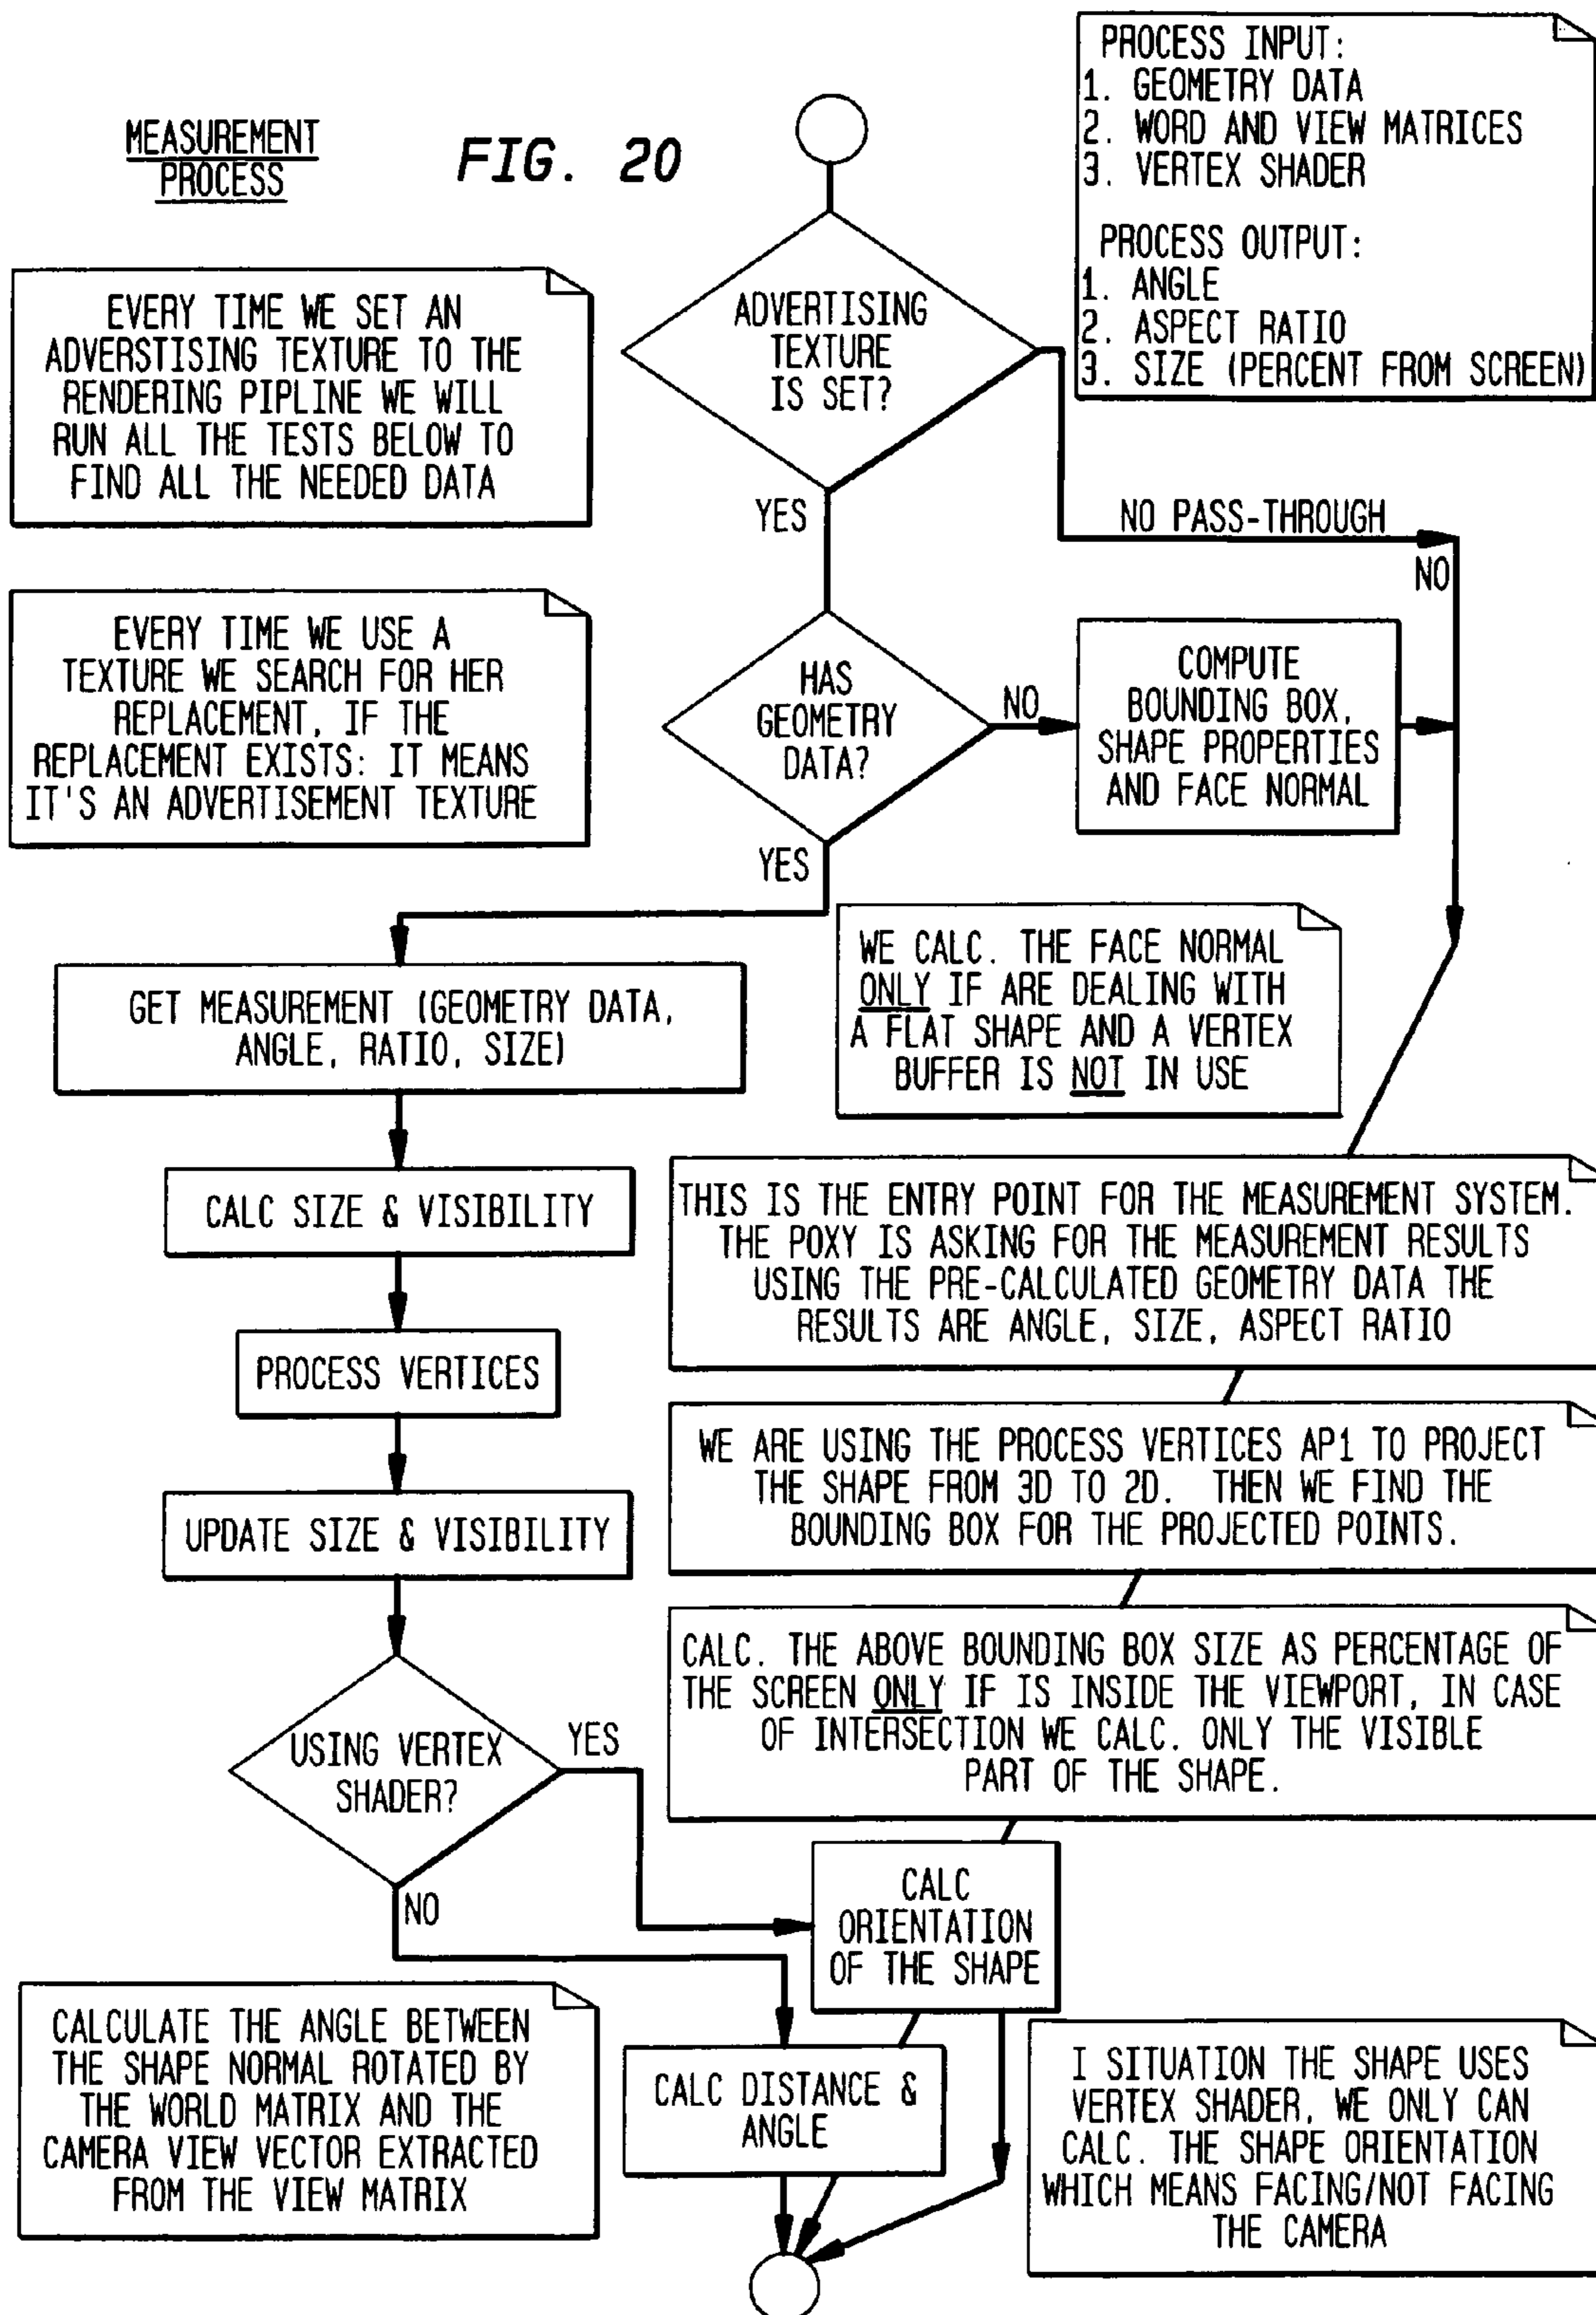 MEASUREMENT
PROCESS
FIG. 20
PROCESS INPUT:
1. GEOMETRY DATA
2. WORD AND VIEW MATRICES
3. VERTEX SHADER
PROCESS OUTPUT:
1. ANGLE
2. ASPECT RATIO
3. SIZE (PERCENT FROM SCREEN)
EVERY TIME WE SET AN
ADVERSTISING TEXTURE TO THE
RENDERING PIPLINE WE WILL
RUN ALL THE TESTS BELOW TO
FIND ALL THE NEEDED DATA
ADVERTISING
TEXTURE
IS SET?
YES
NO PASS-THROUGH
NO
EVERY TIME WE USE A
TEXTURE WE SEARCH FOR HER
REPLACEMENT, IF THE
REPLACEMENT EXISTS: IT MEANS
IT'S AN ADVERTISEMENT TEXTURE
HAS
GEOMETRY
DATA?
NO
COMPUTE
BOUNDING BOX,
SHAPE PROPERTIES
AND FACE NORMAL
YES
WE CALC. THE FACE NORMAL
ONLY IF ARE DEALING WITH
A FLAT SHAPE AND A VERTEX
BUFFER IS NOT IN USE
GET MEASUREMENT (GEOMETRY DATA,
ANGLE, RATIO, SIZE)
CALC SIZE & VISIBILITY
THIS IS THE ENTRY POINT FOR THE MEASUREMENT SYSTEM.
THE POXY IS ASKING FOR THE MEASUREMENT RESULTS
USING THE PRE-CALCULATED GEOMETRY DATA THE
RESULTS ARE ANGLE, SIZE, ASPECT RATIO
PROCESS VERTICES
WE ARE USING THE PROCESS VERTICES AP1 TO PROJECT
THE SHAPE FROM 3D TO 2D. THEN WE FIND THE
BOUNDING BOX FOR THE PROJECTED POINTS.
UPDATE SIZE & VISIBILITY
CALC. THE ABOVE BOUNDING BOX SIZE AS PERCENTAGE OF
THE SCREEN ONLY IF IS INSIDE THE VIEWPORT, IN CASE
OF INTERSECTION WE CALC. ONLY THE VISIBLE
PART OF THE SHAPE.
USING VERTEX
SHADER?
YES
NO
CALC
ORIENTATION
OF THE SHAPE
CALCULATE THE ANGLE BETWEEN
THE SHAPE NORMAL ROTATED BY
THE WORLD MATRIX AND THE
CAMERA VIEW VECTOR EXTRACTED
FROM THE VIEW MATRIX
CALC DISTANCE &
ANGLE
I SITUATION THE SHAPE USES
VERTEX SHADER, WE ONLY CAN
CALC. THE SHAPE ORIENTATION
WHICH MEANS FACING/NOT FACING
THE CAMERA